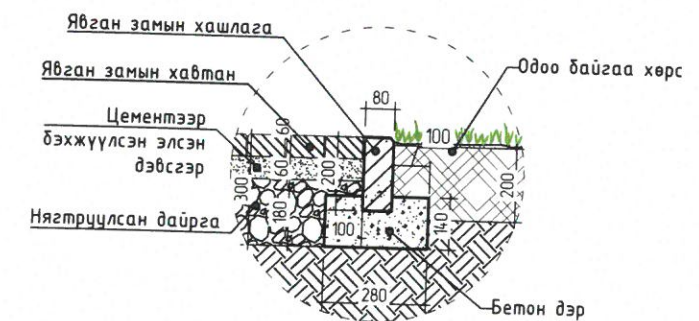 Явган замын хашлага
Явган замын хавтан
Цементээр
бэхжүүлсэн элсэн
дэвсгэр
Нягтруулсан дайрга
Одоо байгаа хөрс
Бетон дэр
80
100
60
60
200
300
180
100
140
200
280